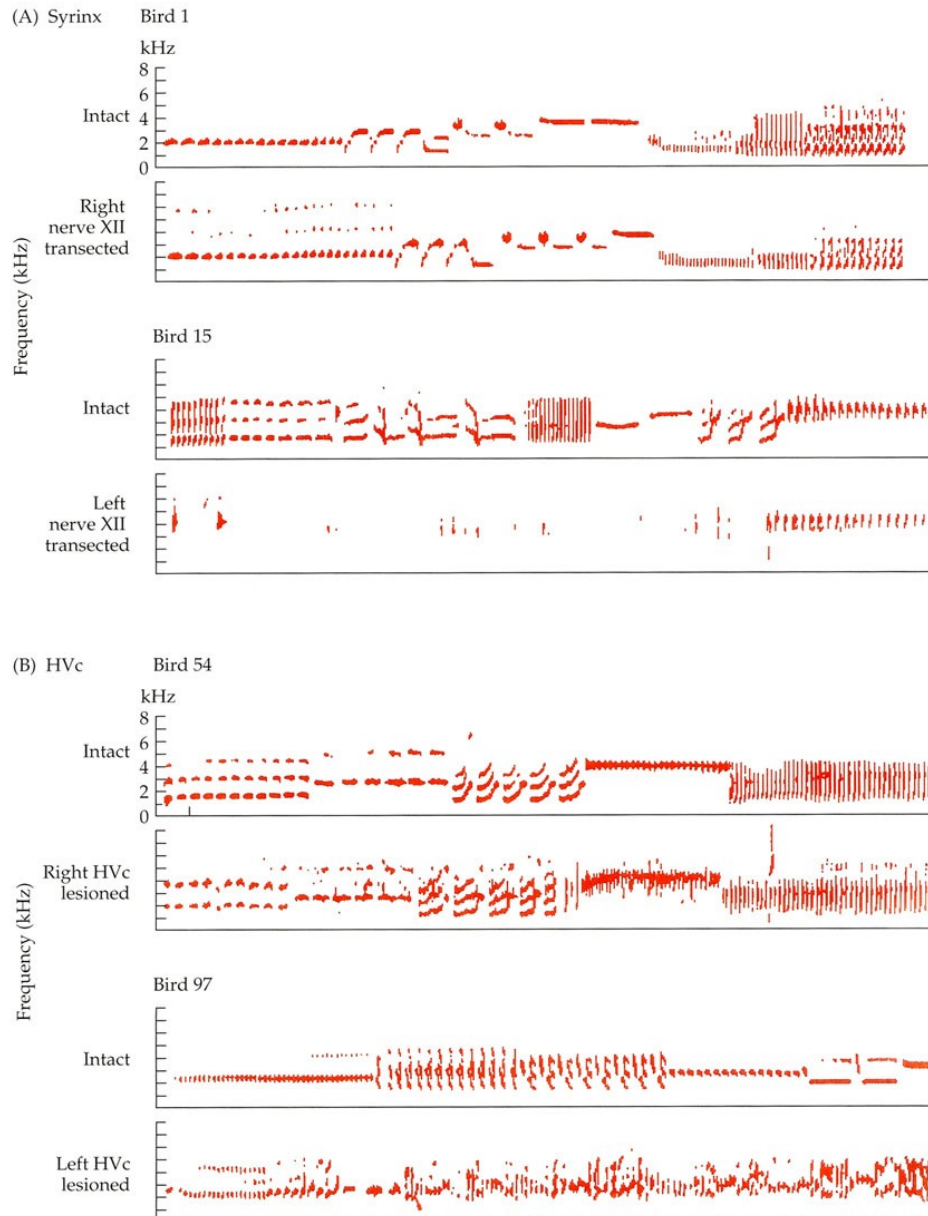 (A) Syrinx Bird 1
kHz
8
6
4
2
0
Intact
Right
nerve XII
transected
Bird 15
Intact
Left
nerve XII
transected
Frequency (kHz)
(B) HVc Bird 54
kHz
8
6
4
2
0
Intact
Right HVc
lesioned
Bird 97
Intact
Left HVc
lesioned
Frequency (kHz)